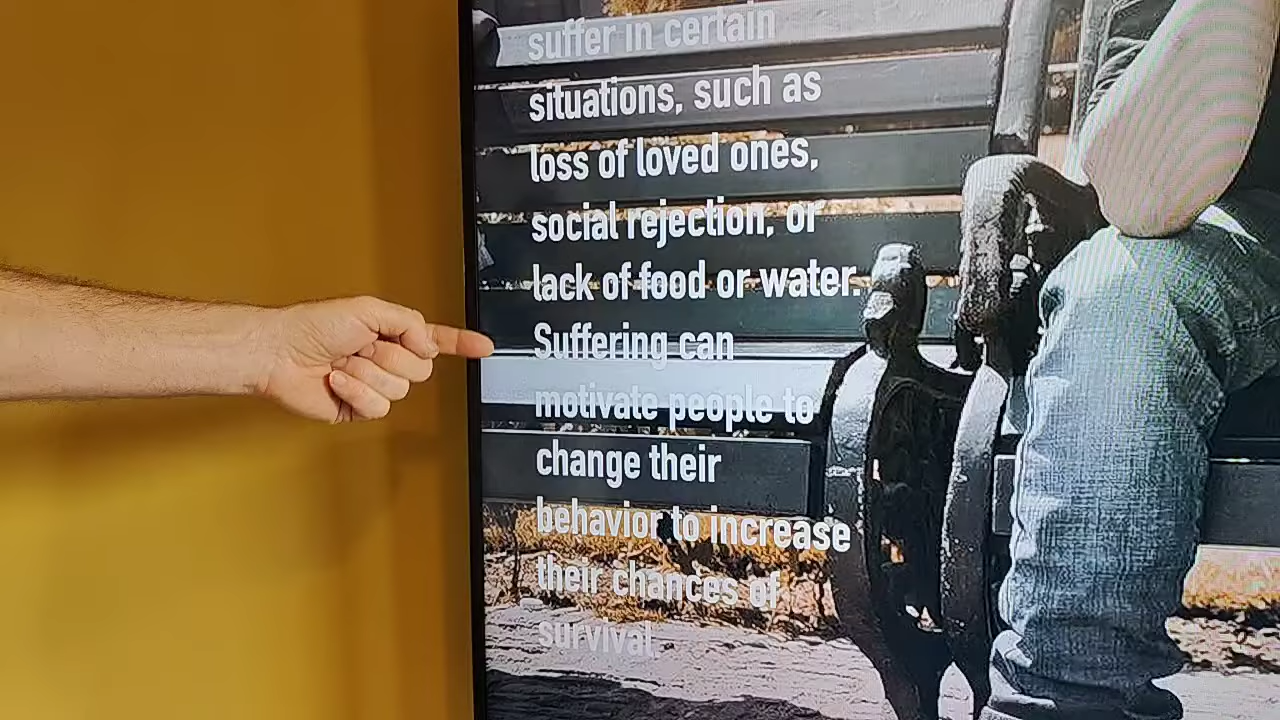 suffer in certain
situations, such as
loss of loved ones,
social rejection, or
lack of food or water.
Suffering can
motivate people to
change their
behavior to increase
their chances of
survival.